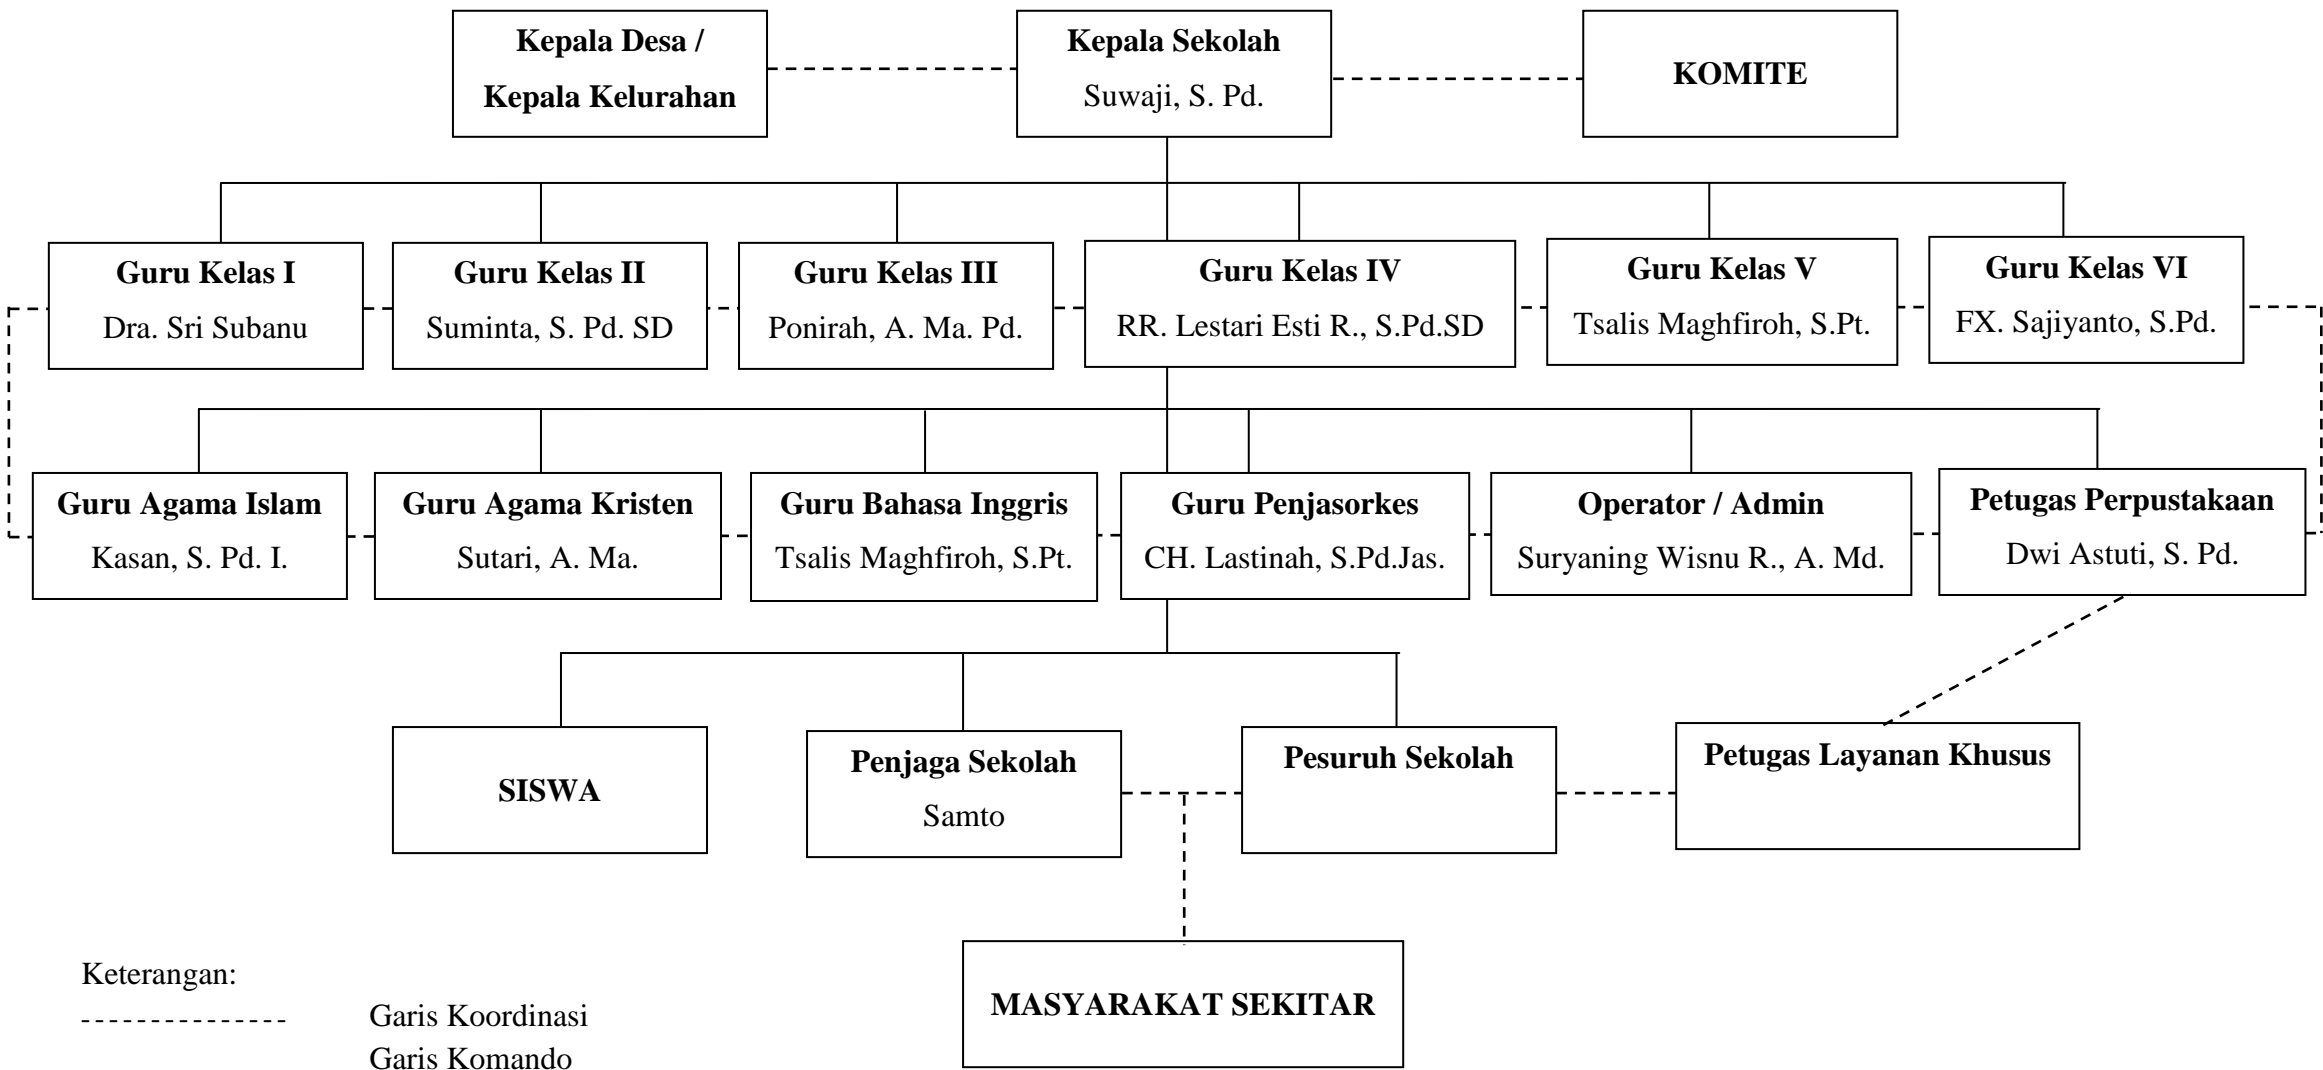 Kepala Desa /
Kepala Kelurahan
Kepala Sekolah
Suwaji, S. Pd.
KOMITE
Guru Kelas I
Dra. Sri Subanu
Guru Kelas II
Suminta, S. Pd. SD
Guru Kelas III
Ponirah, A. Ma. Pd.
Guru Kelas IV
RR. Lestari Esti R., S.Pd.SD
Guru Kelas V
Tsalis Maghfiroh, S.Pt.
Guru Kelas VI
FX. Sajiyanto, S.Pd.
Guru Agama Islam
Kasan, S. Pd. I.
Guru Agama Kristen
Sutari, A. Ma.
Guru Bahasa Inggris
Tsalis Maghfiroh, S.Pt.
Guru Penjasorkes
CH. Lastinah, S.Pd.Jas.
Operator / Admin
Suryaning Wisnu R., A. Md.
Petugas Perpustakaan
Dwi Astuti, S. Pd.
SISWA
Penjaga Sekolah
Samto
Pesuruh Sekolah
Petugas Layanan Khusus
MASYARAKAT SEKITAR
Keterangan:
Garis Koordinasi
Garis Komando